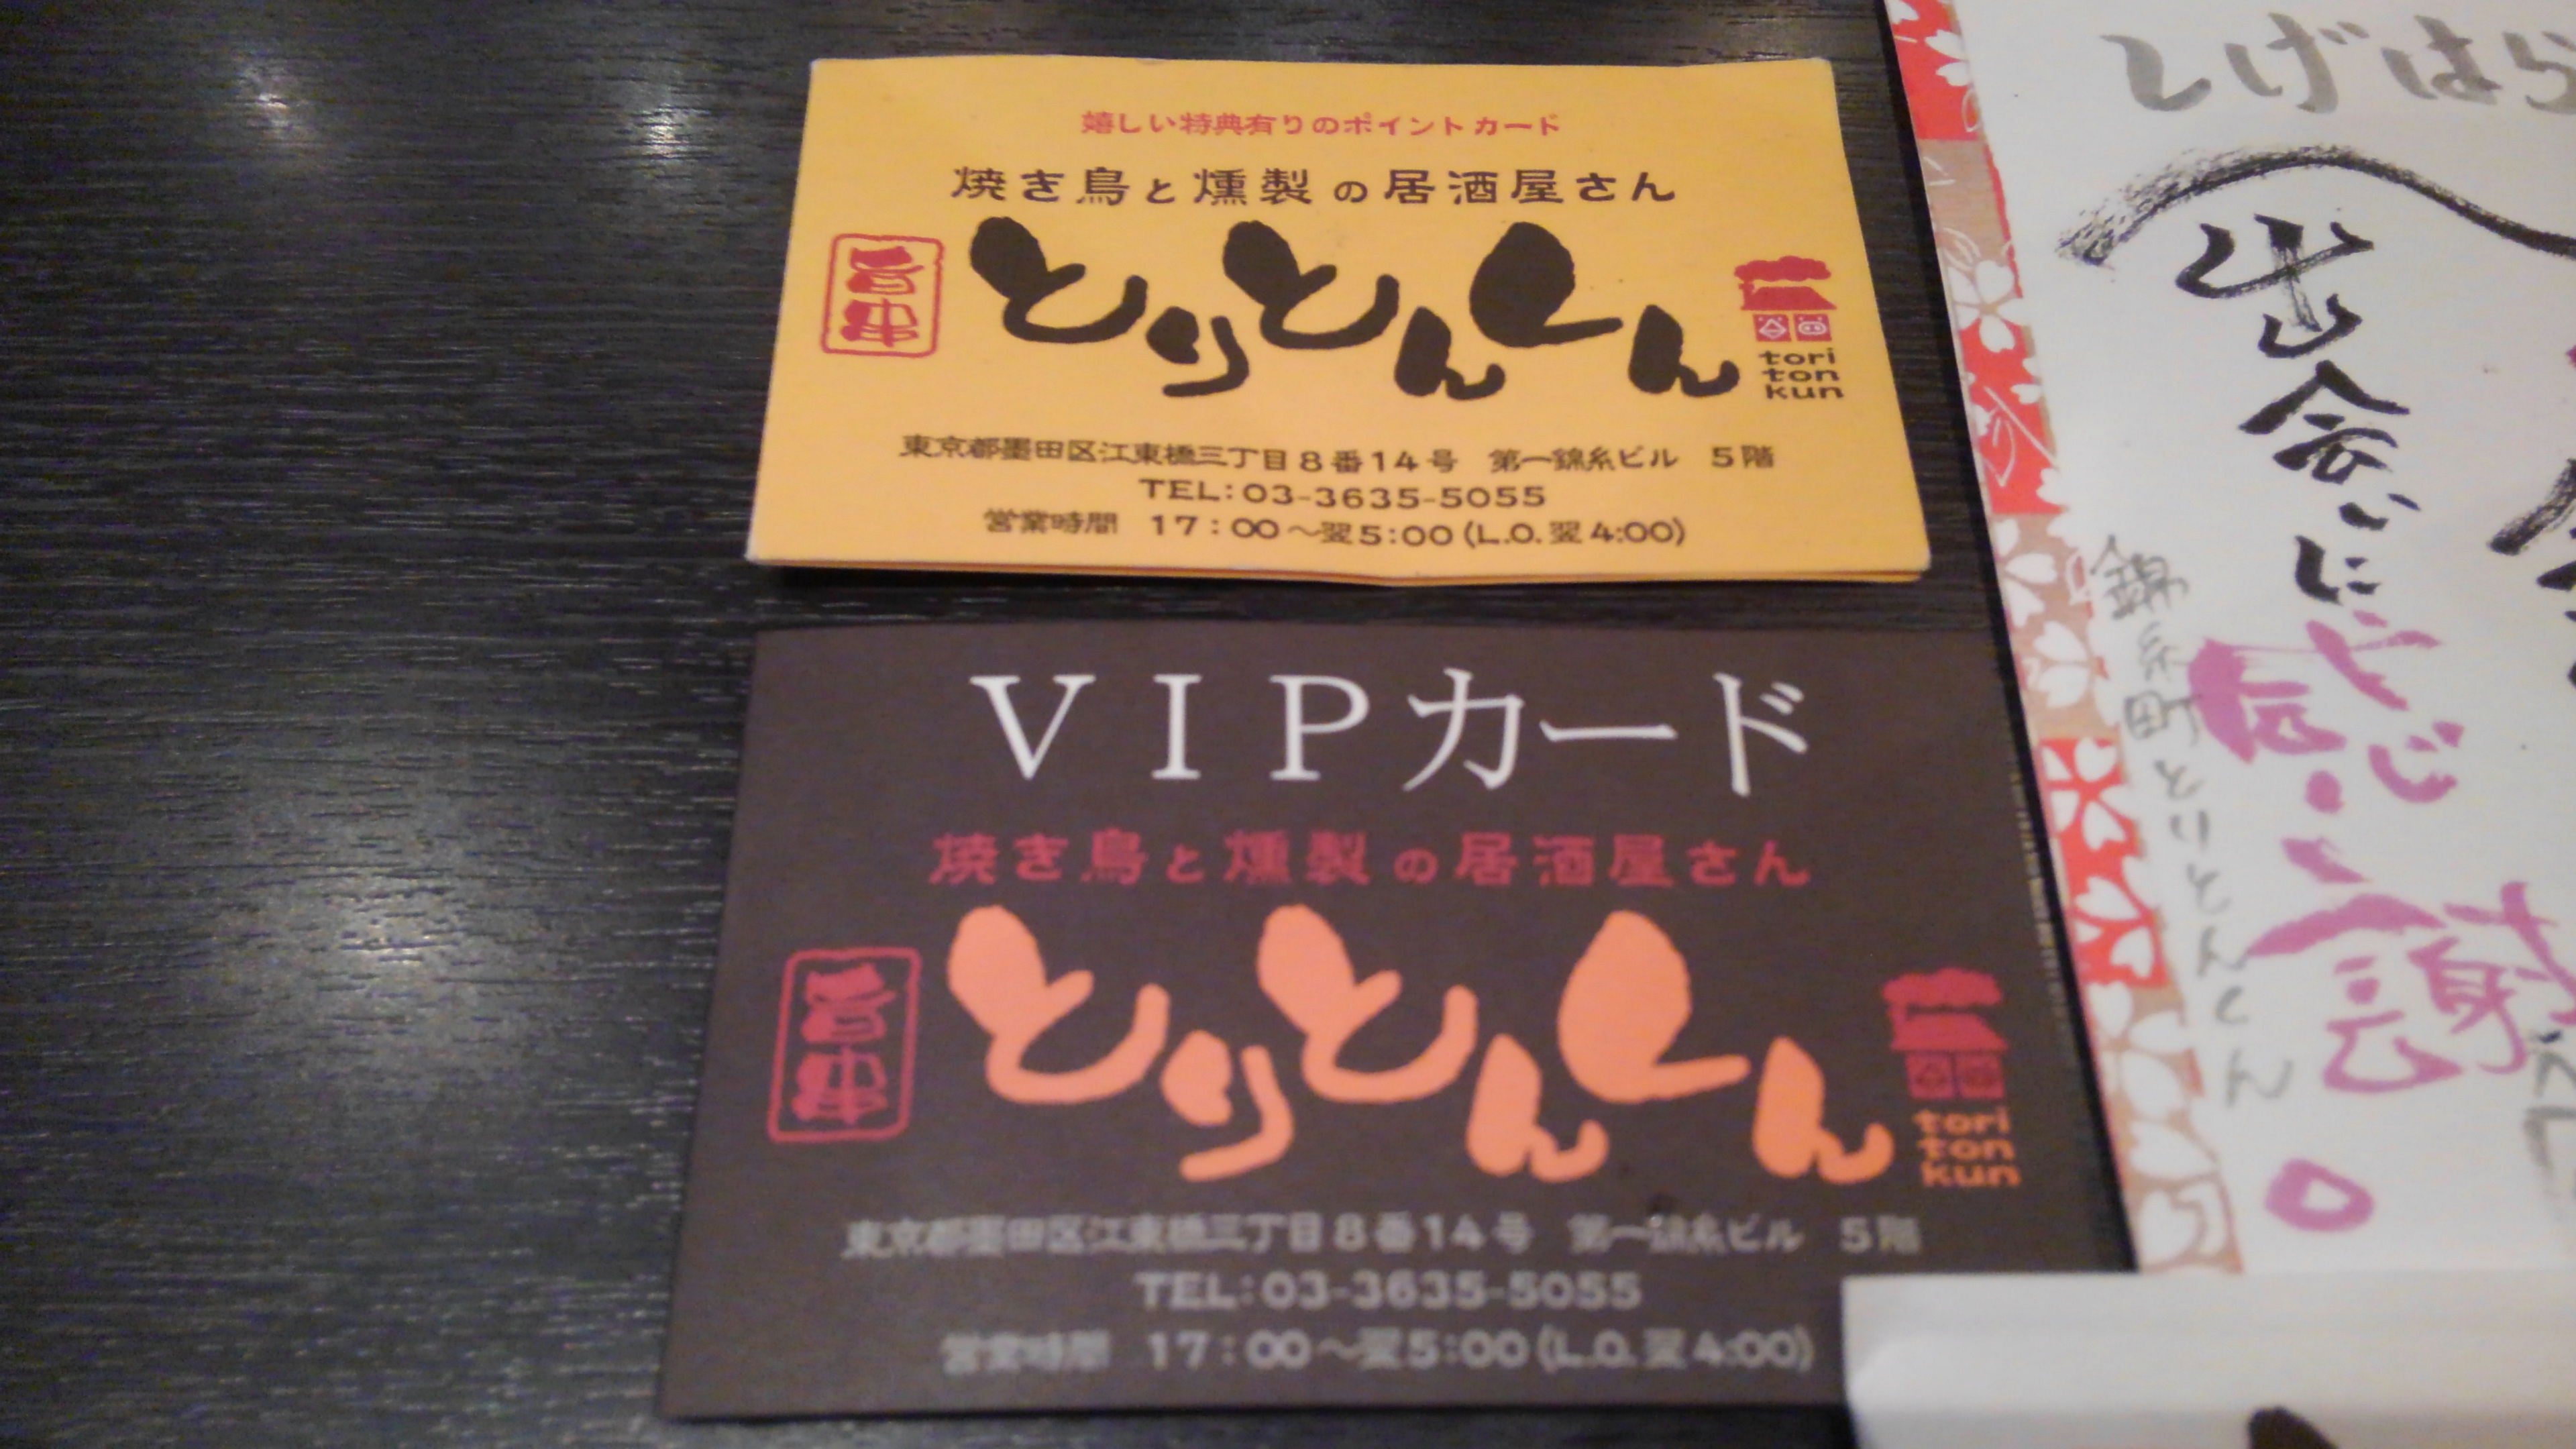 嬉しい特典有りのポイントカード
焼き鳥と燻製の居酒屋さん
旨串
とりとんくん
tori
ton
kun
東京都墨田区江東橋三丁目8番14号 第一錦糸ビル 5階
TEL:03-3635-5055
営業時間 17:00～翌5:00(L.O.翌4:00)
VIPカード
焼き鳥と燻製の居酒屋さん
旨串
とりとんくん
tori
ton
kun
東京都墨田区江東橋三丁目8番14号 第一錦糸ビル 5階
TEL:03-3635-5055
営業時間 17:00～翌5:00(L.O.翌4:00)
しげはら
出会いに
感謝。
錦糸町とりとんくん